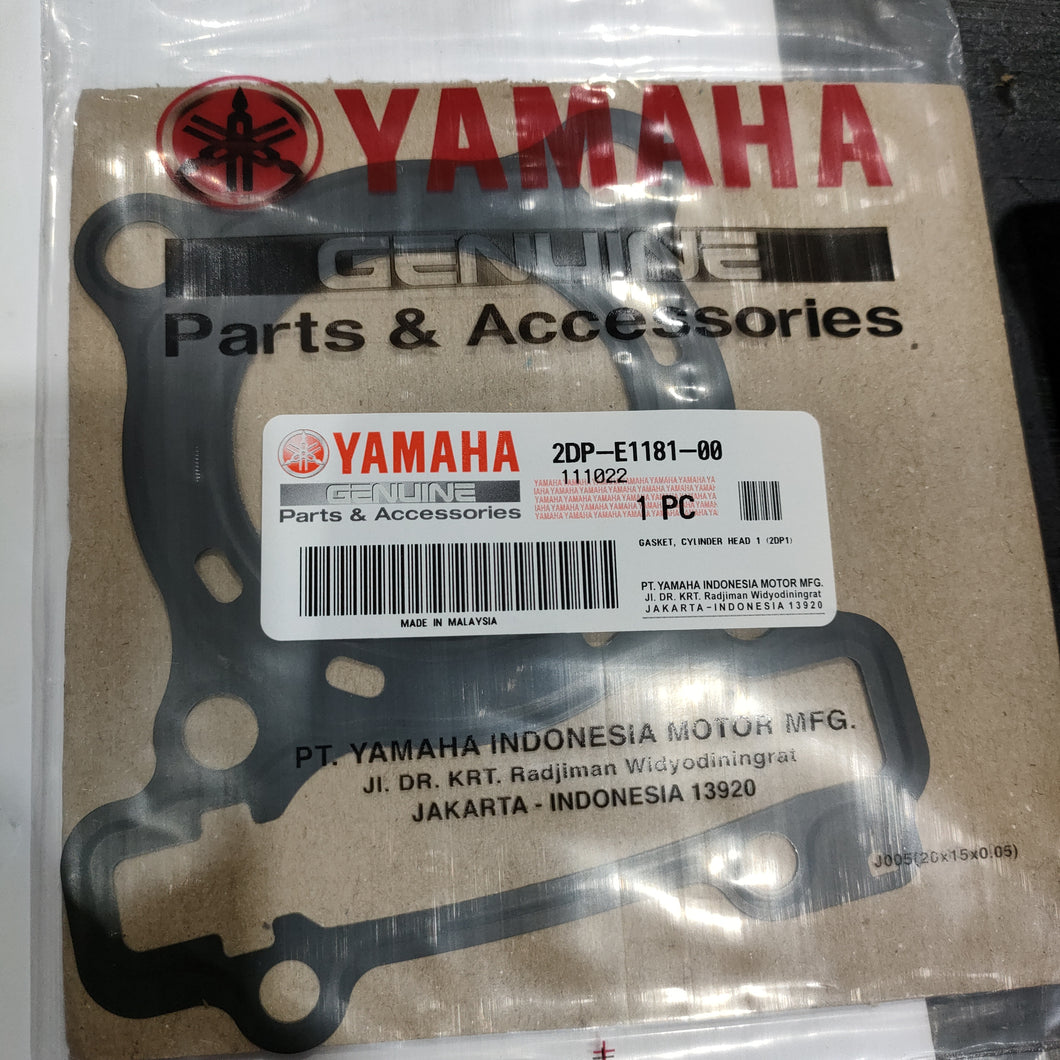 YAMAHA
GENUINE
Parts & Accessories
YAMAHA
GENUINE
Parts & Accessories
MADE IN MALAYSIA
2DP-E1181-00
111022
1 PC
GASKET, CYLINDER HEAD 1 (2DP1)
PT. YAMAHA INDONESIA MOTOR MFG.
Jl. DR. KRT. Radjiman Widyodiningrat
JAKARTA - INDONESIA 13920
PT. YAMAHA INDONESIA MOTOR MFG.
Jl. DR. KRT. Radjiman Widyodiningrat
JAKARTA - INDONESIA 13920
J005(20x15x0.05)